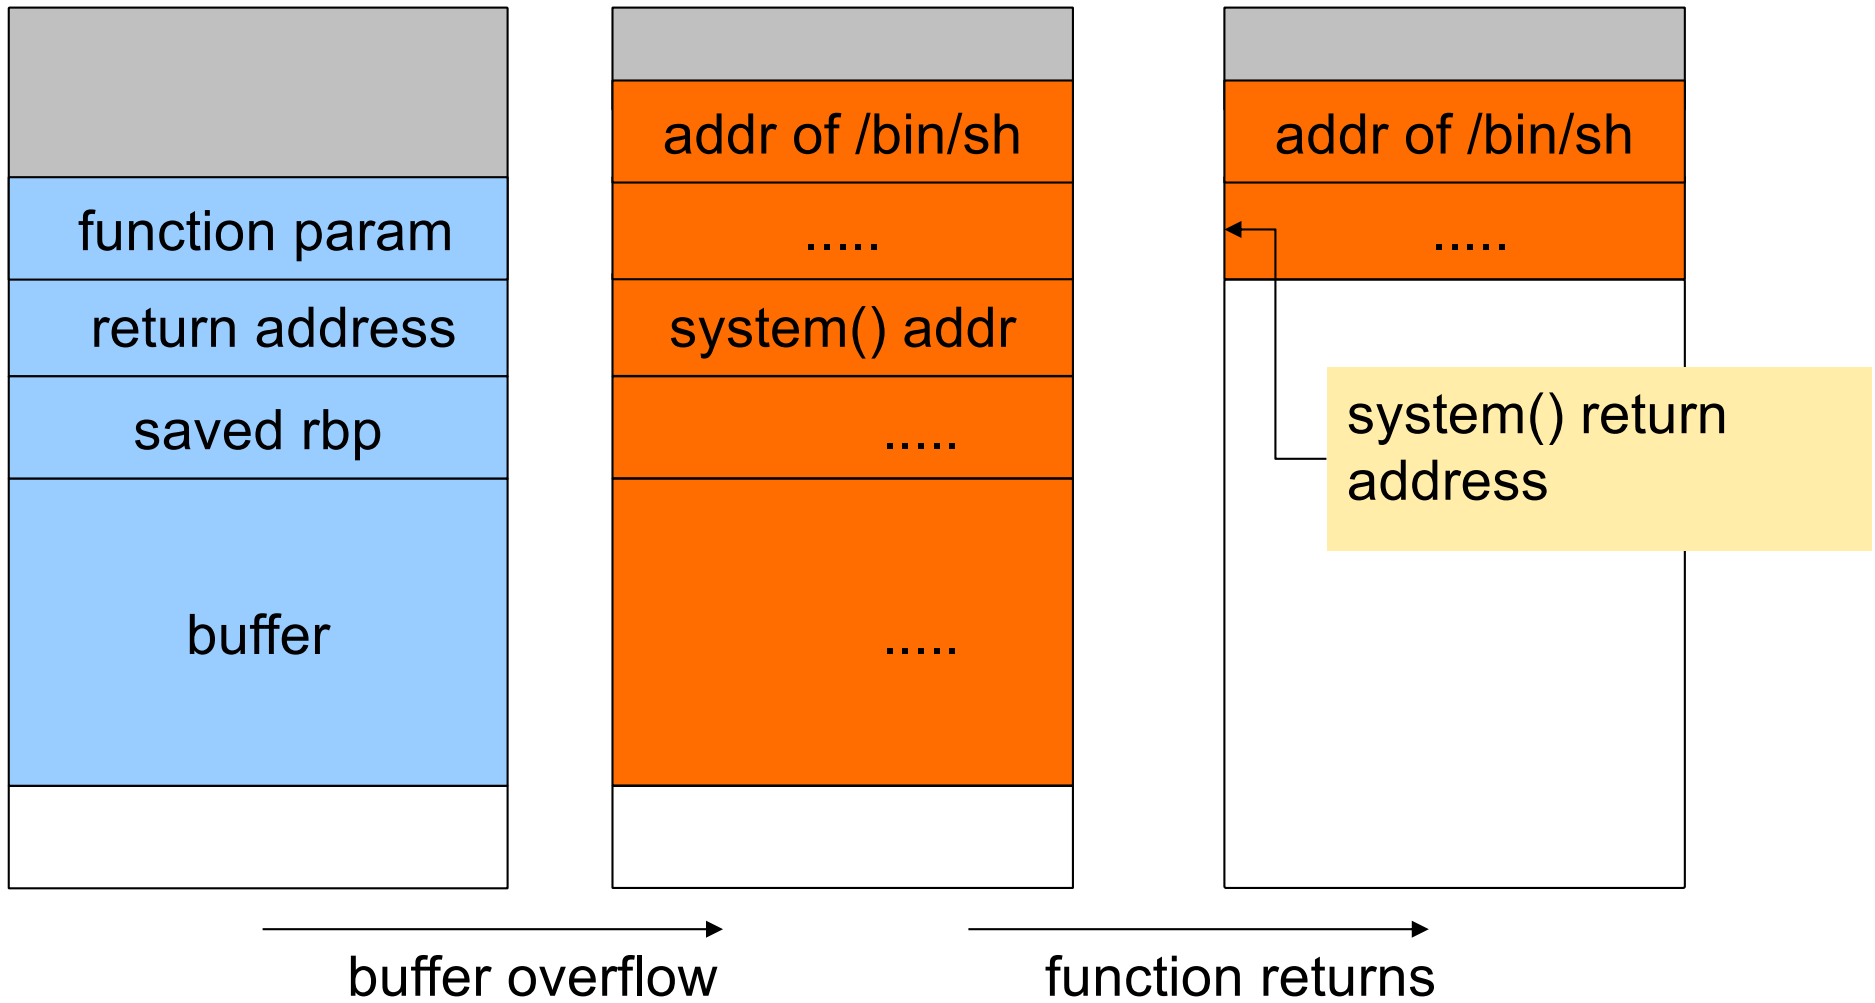 function param
return address
saved rbp
buffer
addr of /bin/sh
.....
system() addr
.....
.....
addr of /bin/sh
.....
system() return
address
buffer overflow
function returns